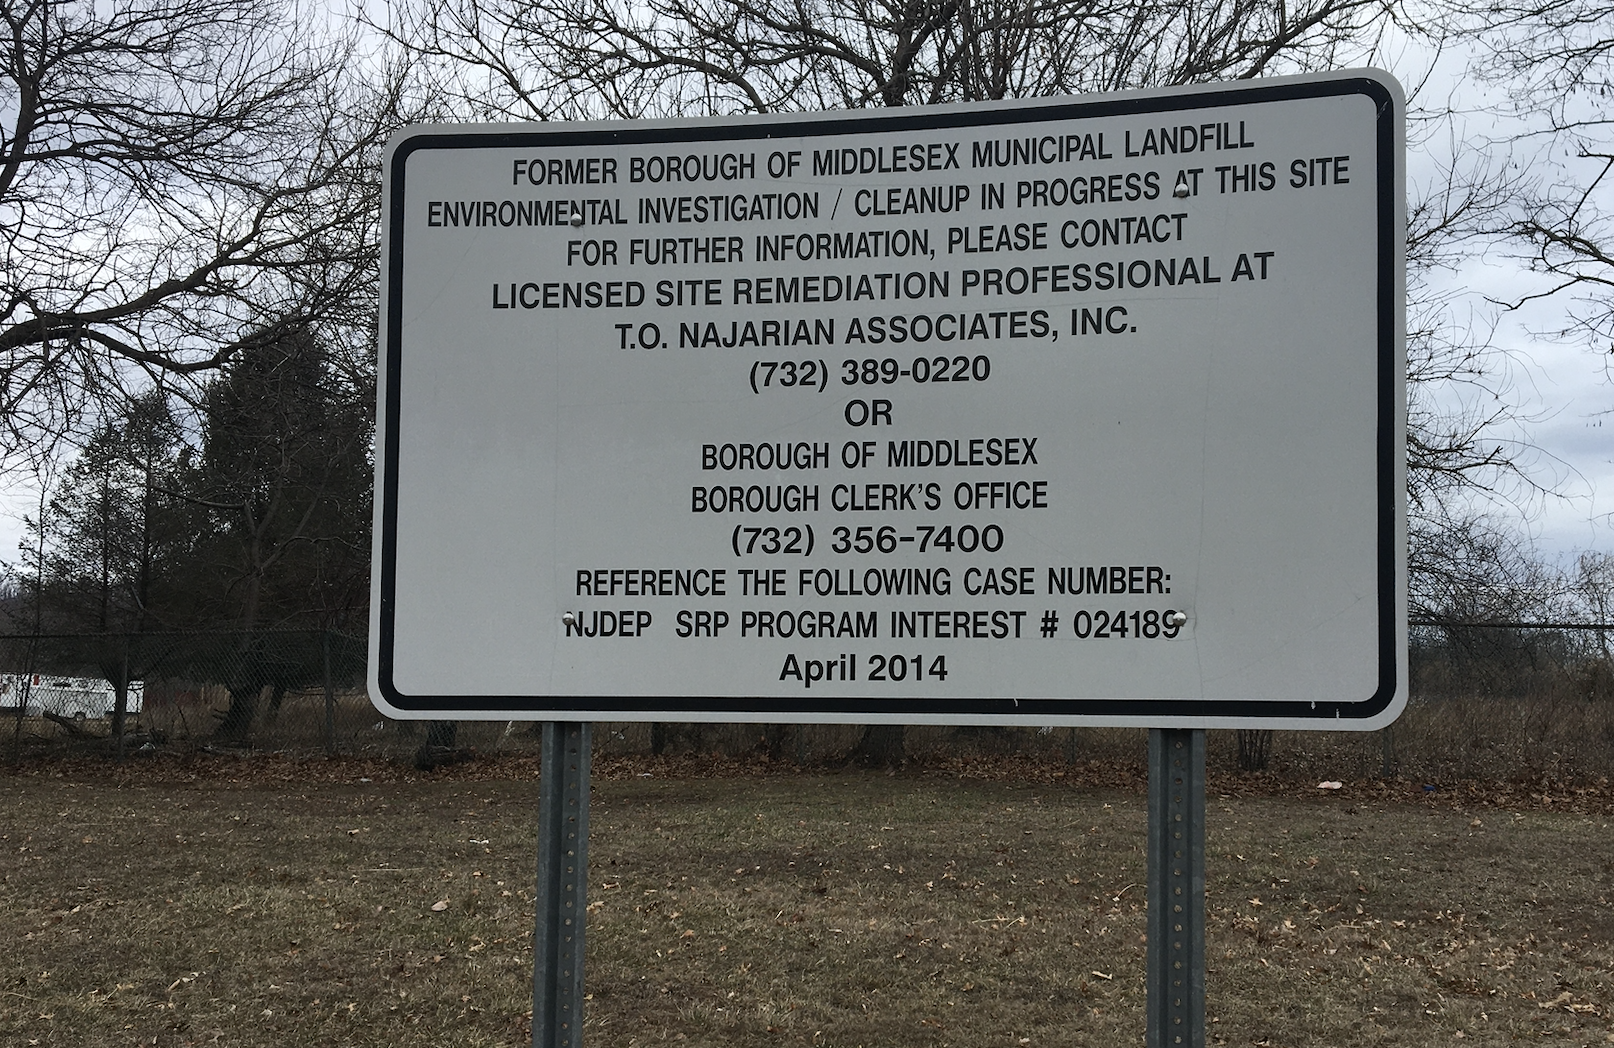 FORMER BOROUGH OF MIDDLESEX MUNICIPAL LANDFILL
ENVIRONMENTAL INVESTIGATION / CLEANUP IN PROGRESS AT THIS SITE
FOR FURTHER INFORMATION, PLEASE CONTACT
LICENSED SITE REMEDIATION PROFESSIONAL AT
T.O. NAJARIAN ASSOCIATES, INC.
(732) 389-0220
OR
BOROUGH OF MIDDLESEX
BOROUGH CLERK'S OFFICE
(732) 356-7400
REFERENCE THE FOLLOWING CASE NUMBER:
NJDEP SRP PROGRAM INTEREST # 024189
April 2014